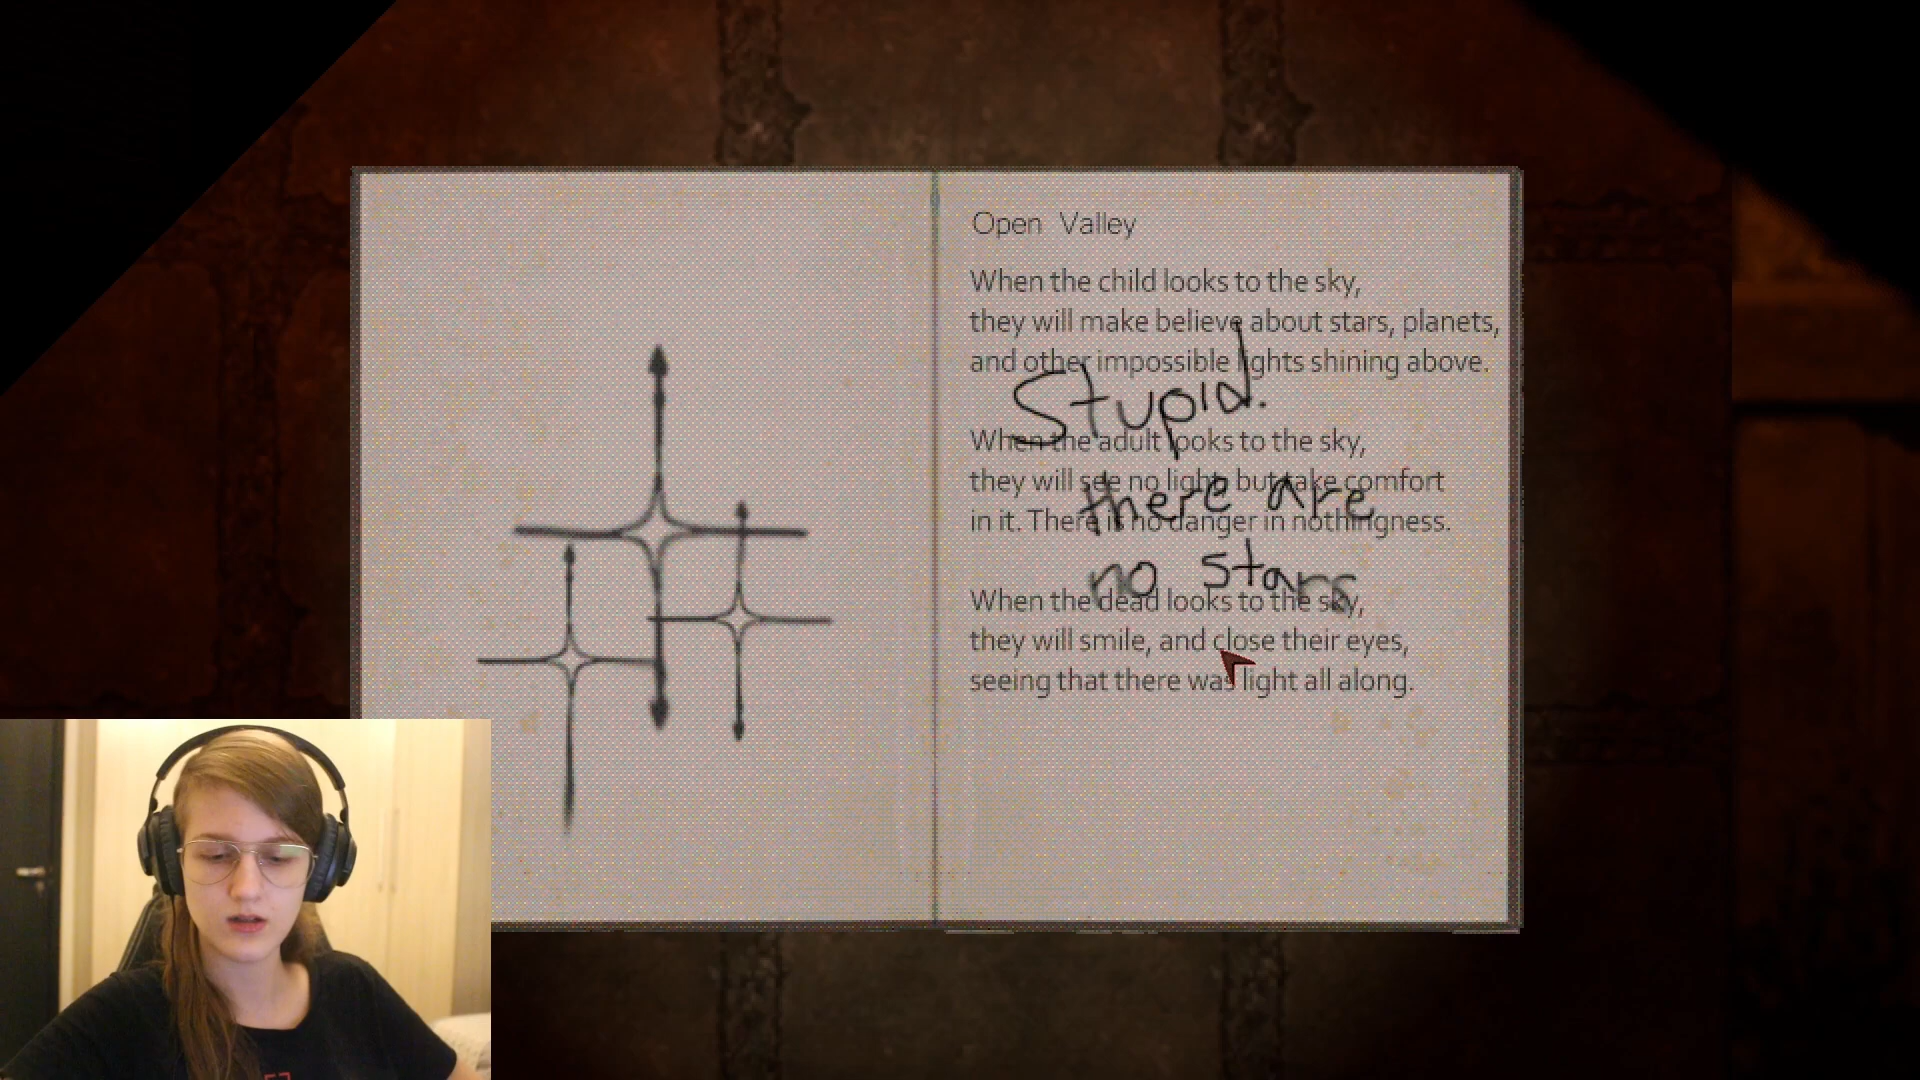 Open Valley
When the child looks to the sky,
they will make believe about stars, planets,
and other impossible lights shining above.
Stupid.
When the adult looks to the sky,
they will see no light, but take comfort
there are
in it. There is no danger in nothingness.
no stars
When the dead looks to the sky,
they will smile, and close their eyes,
seeing that there was light all along.